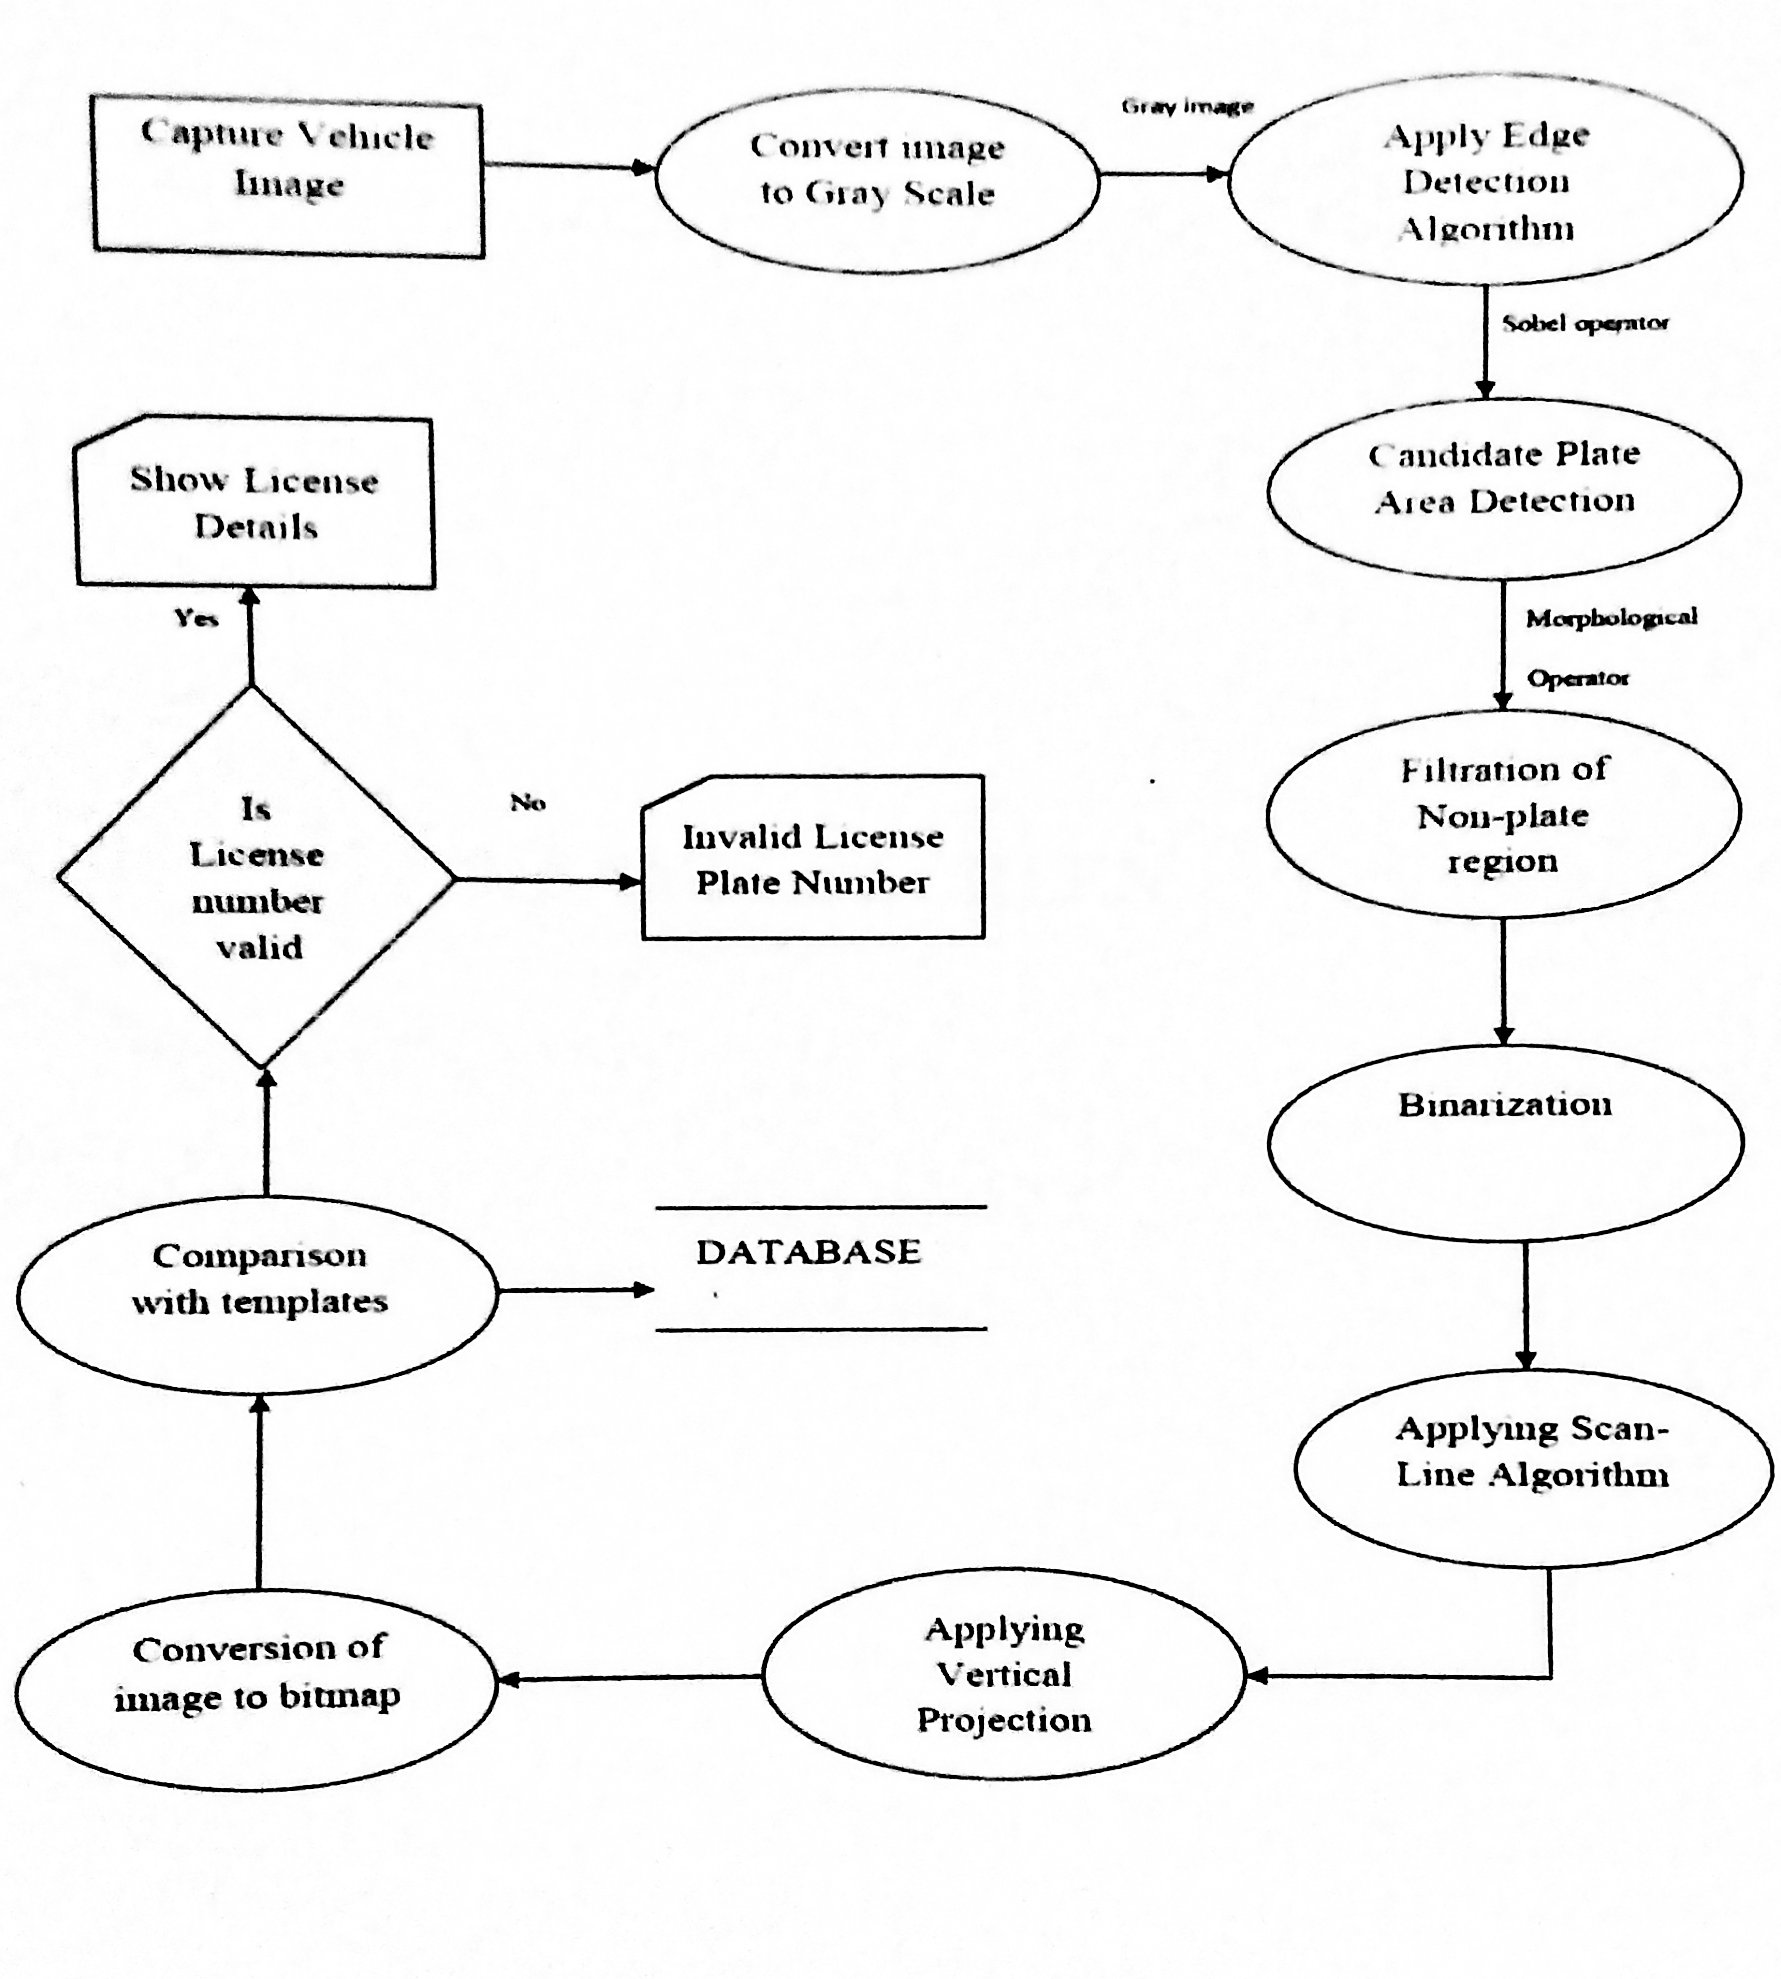 Capture Vehicle
Image
Convert image
to Gray Scale
Gray image
Apply Edge
Detection
Algorithm
Sobel operator
Candidate Plate
Area Detection
Morphological
Operator
Filtration of
Non-plate
region
Binarization
Applying Scan-
Line Algorithm
Applying
Vertical
Projection
Conversion of
image to bitmap
Comparison
with templates
DATABASE
Is
License
number
valid
No
Invalid License
Plate Number
Yes
Show License
Details